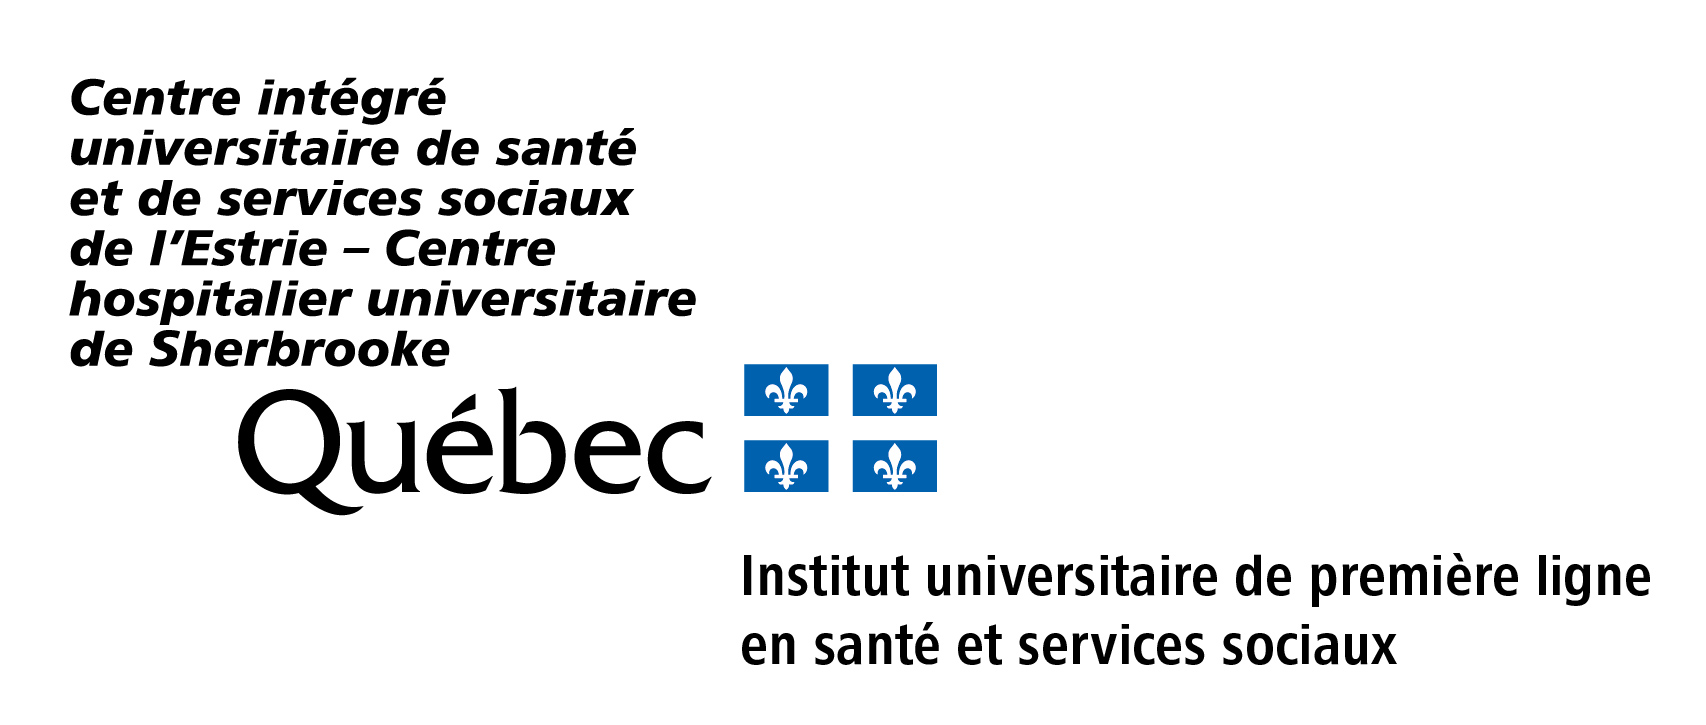 Centre intégré
universitaire de santé
et de services sociaux
de l’Estrie – Centre
hospitalier universitaire
de Sherbrooke
Québec
Institut universitaire de première ligne
en santé et services sociaux